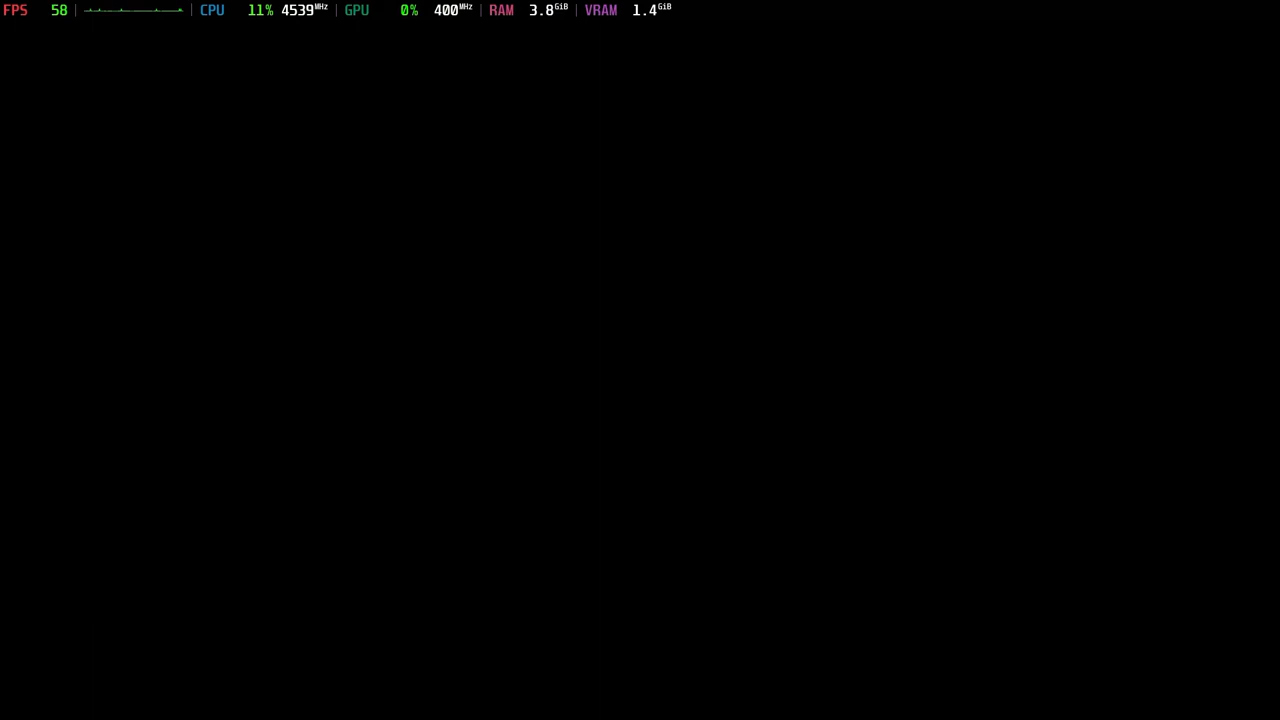 FPS 58 | CPU 11% 4539MHz | GPU 0% 400MHz | RAM 3.8GiB | VRAM 1.4GiB